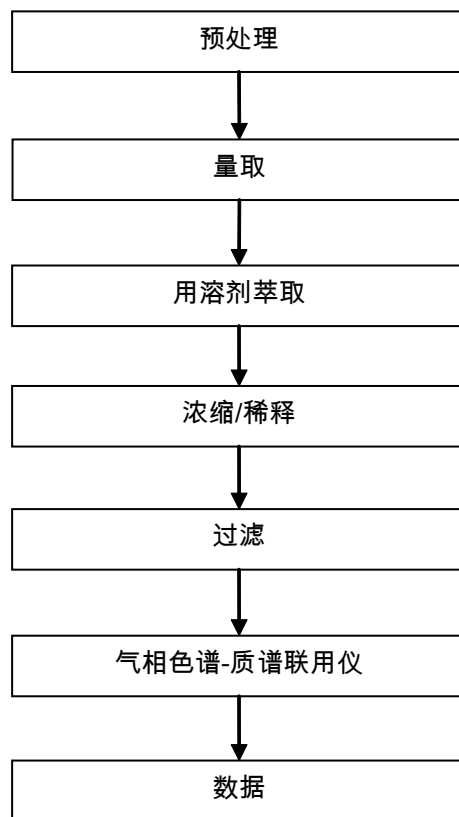 预处理
量取
用溶剂萃取
浓缩/稀释
过滤
气相色谱-质谱联用仪
数据